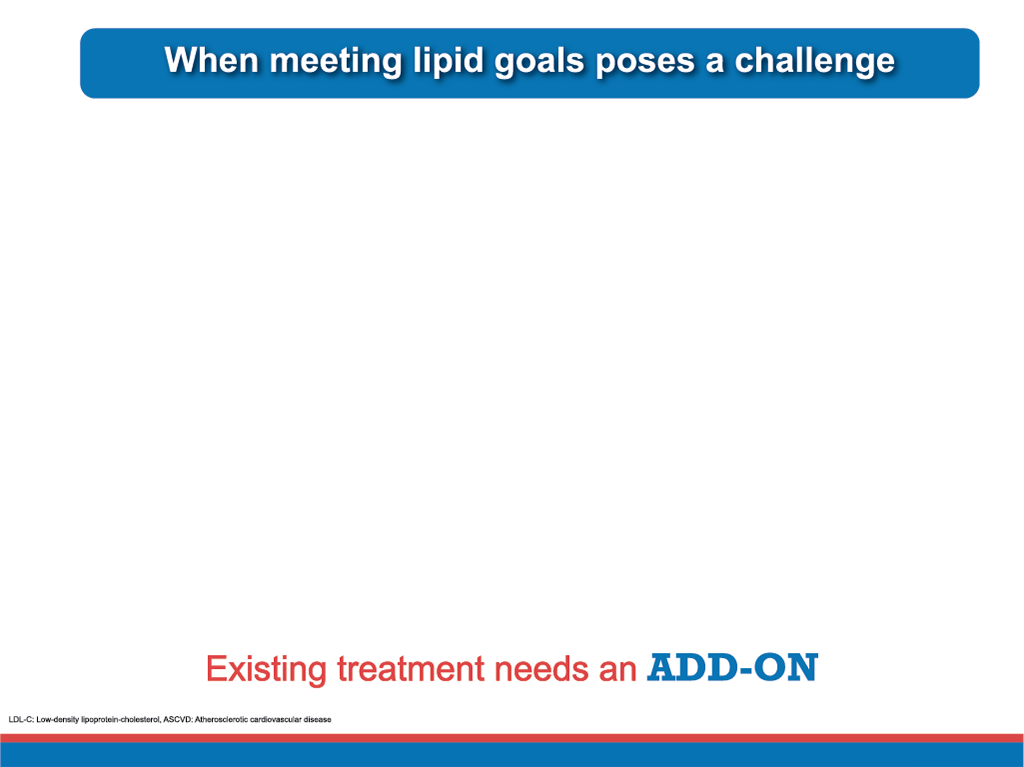 When meeting lipid goals poses a challenge
Existing treatment needs an ADD-ON
LDL-C: Low-density lipoprotein-cholesterol, ASCVD: Atherosclerotic cardiovascular disease